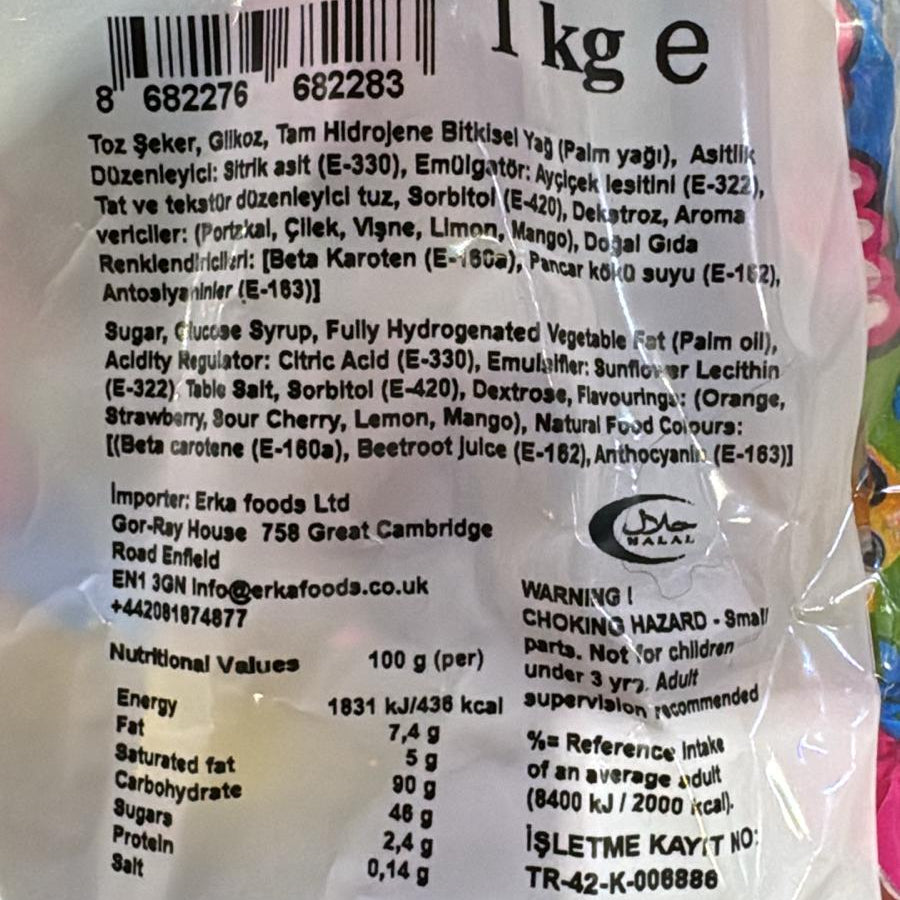 1 kg e
8 682276 682283
Toz Şeker, Glikoz, Tam Hidrojene Bitkisel Yağ (Palm yağı), Asitlik
Düzenleyici: Sitrik asit (E-330), Emülgatör: Ayçiçek lesitini (E-322),
Tat ve tekstür düzenleyici tuz, Sorbitol (E-420), Dekstroz, Aroma
vericiler: (Portakal, Çilek, Vişne, Limon, Mango), Doğal Gıda
Renklendiricileri: [Beta Karoten (E-160a), Pancar kökü suyu (E-162),
Antosiyaninler (E-163)]
Sugar, Glucose Syrup, Fully Hydrogenated Vegetable Fat (Palm oil),
Acidity Regulator: Citric Acid (E-330), Emulsifier: Sunflower Lecithin
(E-322), Table Salt, Sorbitol (E-420), Dextrose, Flavourings: (Orange,
Strawberry, Sour Cherry, Lemon, Mango), Natural Food Colours:
[(Beta carotene (E-160a), Beetroot juice (E-162), Anthocyanin (E-163)]
Importer: Erka foods Ltd
Gor-Ray House 758 Great Cambridge
Road Enfield
EN1 3GN Info@erkafoods.co.uk
+442081874877
حلال
HALAL
WARNING !
CHOKING HAZARD - Small
parts. Not for children
under 3 yrs. Adult
supervision recommended
Nutritional Values 100 g (per)
Energy 1831 kJ/436 kcal
Fat 7,4 g
Saturated fat 5 g
Carbohydrate 90 g
Sugars 46 g
Protein 2,4 g
Salt 0,14 g
%= Reference Intake
of an average adult
(8400 kJ / 2000 kcal).
İŞLETME KAYIT NO:
TR-42-K-006886